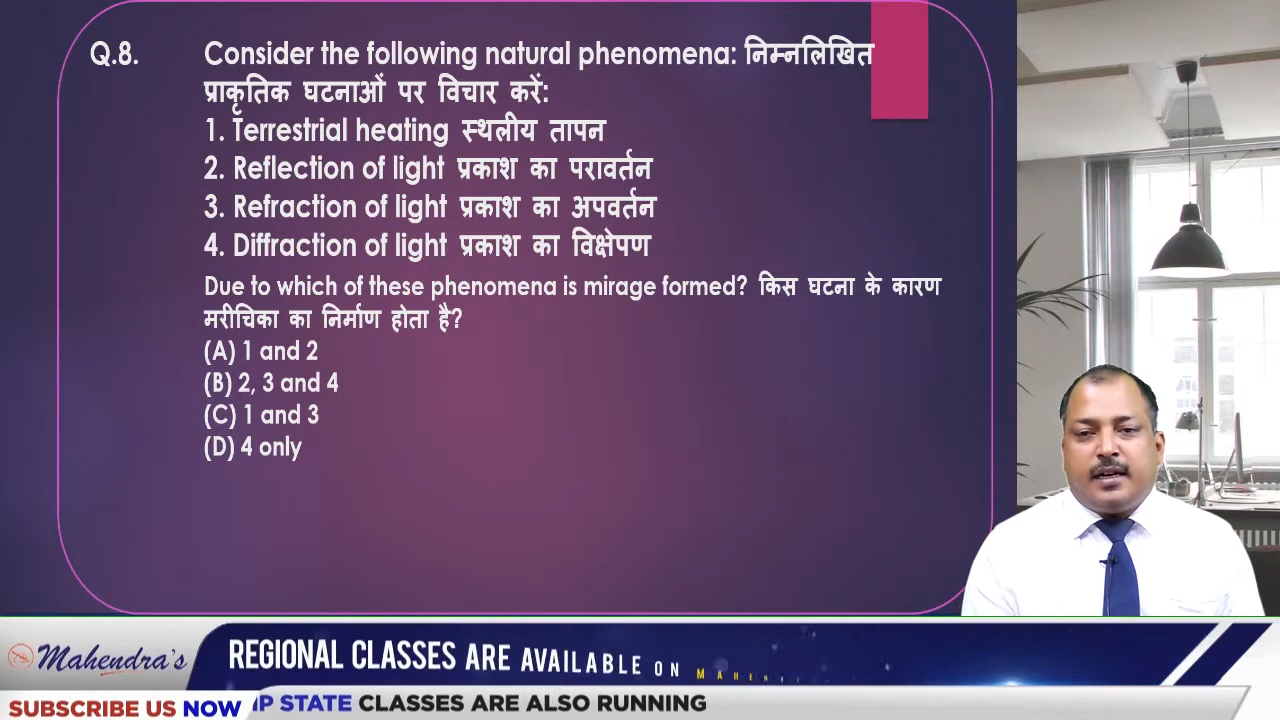 Q.8. Consider the following natural phenomena: निम्नलिखित
प्राकृतिक घटनाओं पर विचार करें:
1. Terrestrial heating स्थलीय तापन
2. Reflection of light प्रकाश का परावर्तन
3. Refraction of light प्रकाश का अपवर्तन
4. Diffraction of light प्रकाश का विक्षेपण
Due to which of these phenomena is mirage formed? किस घटना के कारण
मरीचिका का निर्माण होता है?
(A) 1 and 2
(B) 2, 3 and 4
(C) 1 and 3
(D) 4 only
Mahendra's
REGIONAL CLASSES ARE AVAILABLE ON
SUBSCRIBE US NOW
STATE CLASSES ARE ALSO RUNNING